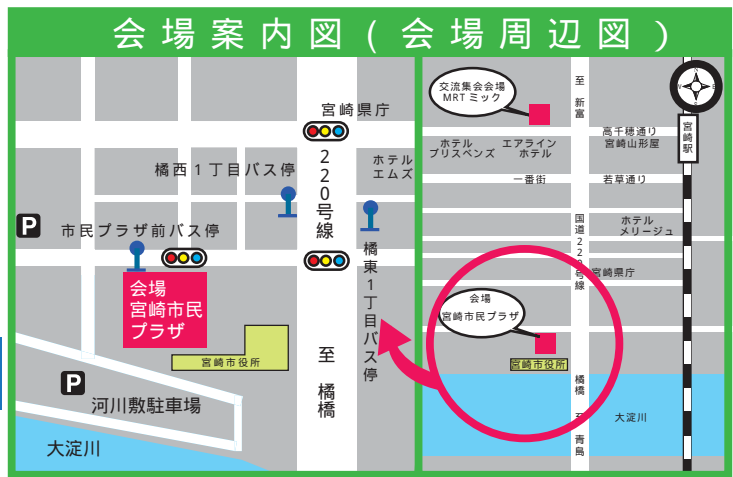 会場案内図(会場周辺図)
宮崎県庁
220号線
橘西1丁目バス停
ホテル
エムズ
P
市民プラザ前バス停
会場
宮崎市民
プラザ
橘東1丁目バス停
宮崎市役所
至 橘橋
P
河川敷駐車場
大淀川
至 新富
交流集会会場
MRTミック
N
W
E
S
宮崎駅
高千穂通り
宮崎山形屋
ホテル
プリスベンズ
エアライン
ホテル
一番街
若草通り
国道220号線
ホテル
メリージュ
宮崎県庁
会場
宮崎市民プラザ
宮崎市役所
橘橋
至 青島
大淀川